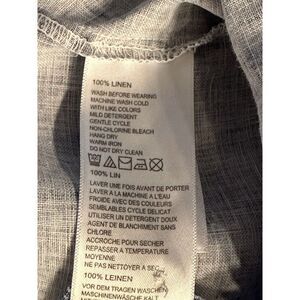 100% LINEN
WASH BEFORE WEARING
MACHINE WASH COLD
WITH LIKE COLORS
MILD DETERGENT
GENTLE CYCLE
NON-CHLORINE BLEACH
HANG DRY
WARM IRON
DO NOT DRY CLEAN
100% LIN
LAVER UNE FOIS AVANT DE PORTER
LAVER A LA MACHINE A L'EAU
FROIDE AVEC DES COULEURS
SEMBLABLES CYCLE DELICAT
UTILISER UN DETERGENT DOUX
AGENT DE BLANCHIMENT SANS
CHLORE
ACCROCHE POUR SECHER
REPASSER A TEMPERATURE
MOYENNE
NE PAS NETTOYER A SEC
100% LEINEN
VOR DEM TRAGEN WASCHEN
MASCHINENWÄSCHE KALT